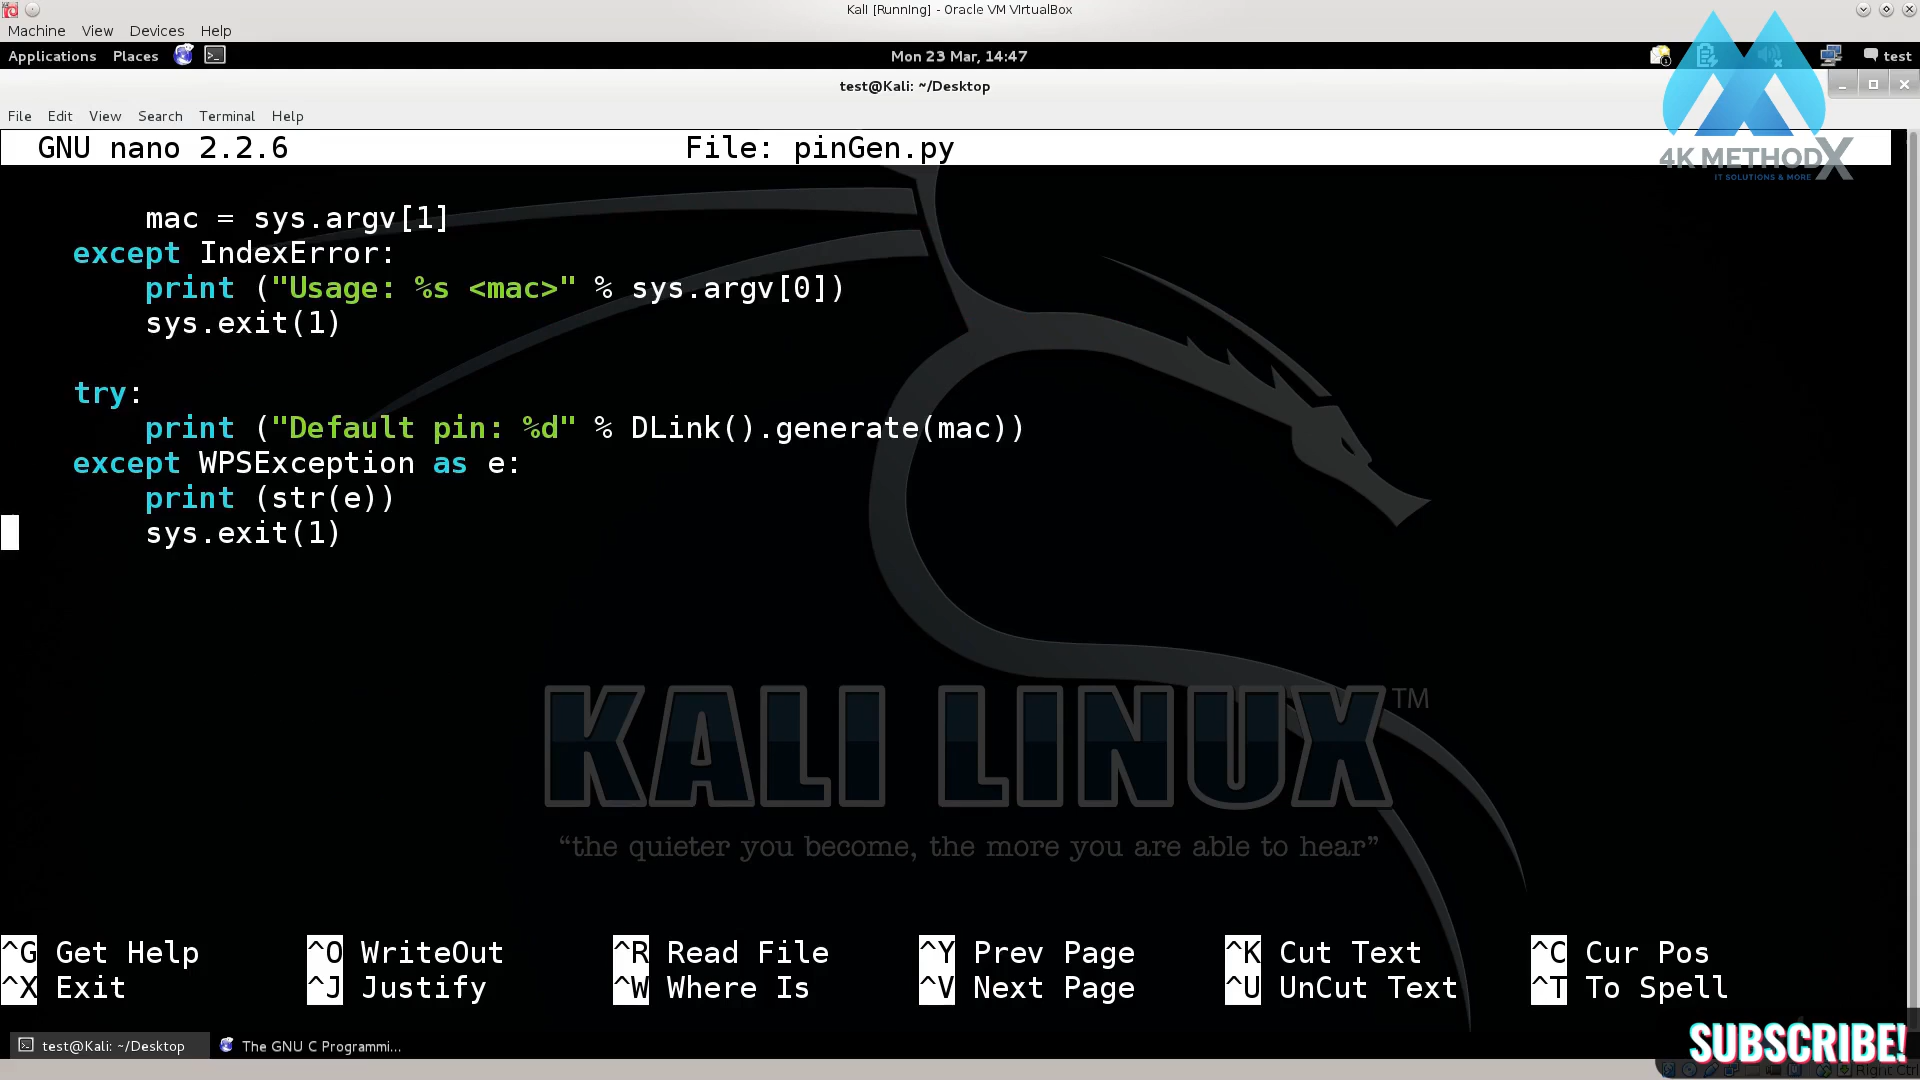 Kali [Running] - Oracle VM VirtualBox
Machine View Devices Help
Applications Places Mon 23 Mar, 14:47 test
test@Kali: ~/Desktop
File Edit View Search Terminal Help
4K METHODX
IT SOLUTIONS & MORE
GNU nano 2.2.6 File: pinGen.py
mac = sys.argv[1]
except IndexError:
print ("Usage: %s <mac>" % sys.argv[0])
sys.exit(1)
try:
print ("Default pin: %d" % DLink().generate(mac))
except WPSException as e:
print (str(e))
sys.exit(1)
KALI LINUX™
“the quieter you become, the more you are able to hear”
^G Get Help ^O WriteOut ^R Read File ^Y Prev Page ^K Cut Text ^C Cur Pos
^X Exit ^J Justify ^W Where Is ^V Next Page ^U UnCut Text ^T To Spell
test@Kali: ~/Desktop The GNU C Programmi...
SUBSCRIBE!
Right Ctrl